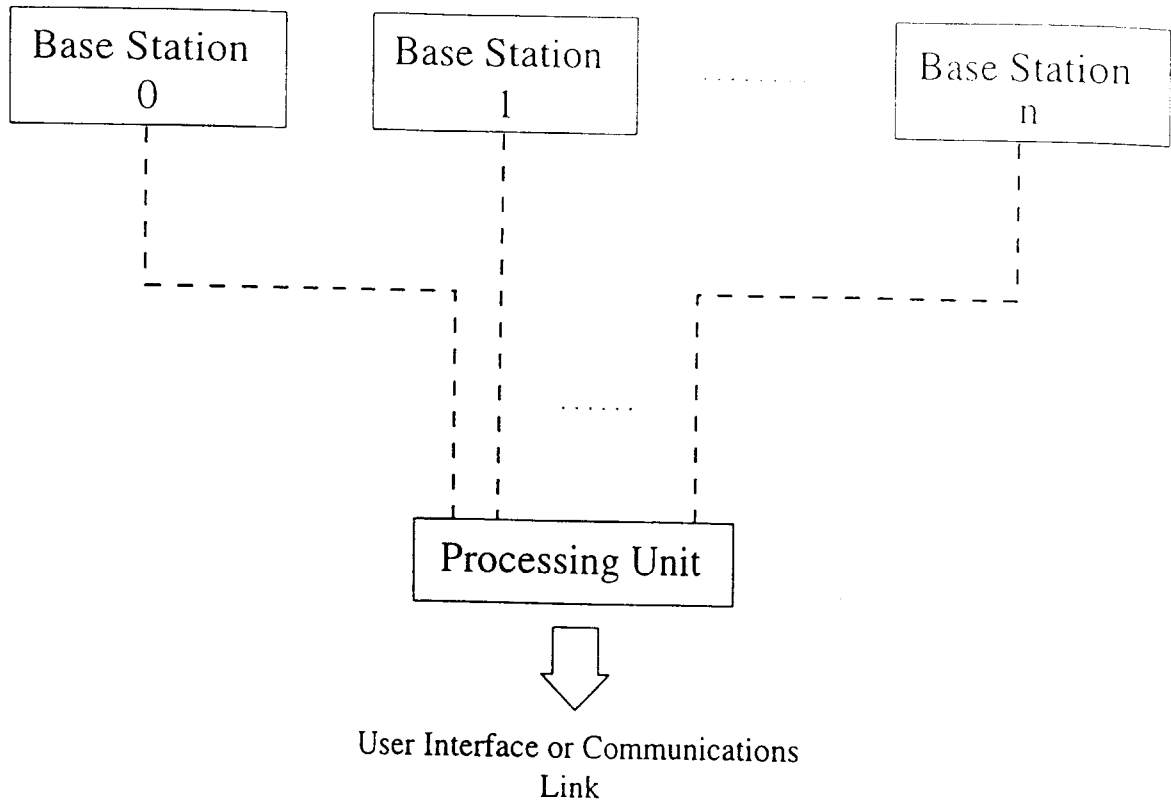 Base Station
0
Base Station
1
Base Station
n
Processing Unit
User Interface or Communications
Link